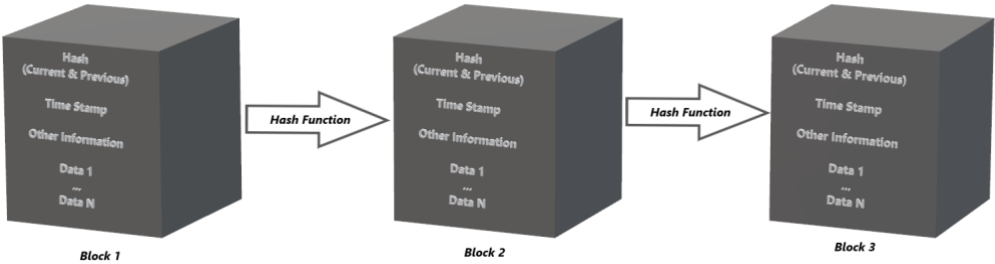 Hash
(Current & Previous)
Time Stamp
Other Information
Data 1
...
Data N
Block 1
Hash Function
Hash
(Current & Previous)
Time Stamp
Other Information
Data 1
...
Data N
Block 2
Hash Function
Hash
(Current & Previous)
Time Stamp
Other Information
Data 1
...
Data N
Block 3